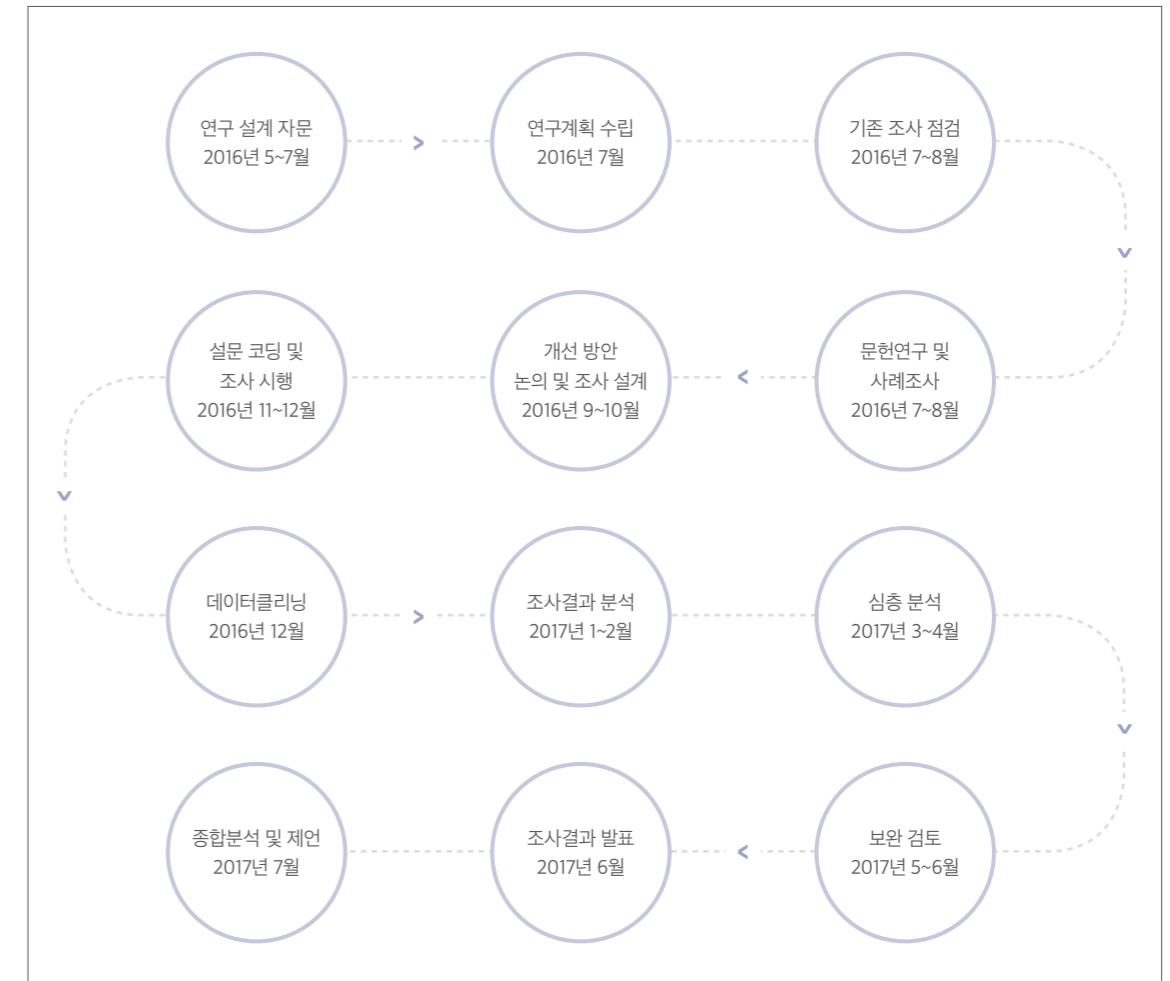 연구 설계 자문
2016년 5~7월
연구계획 수립
2016년 7월
기존 조사 점검
2016년 7~8월
문헌연구 및
사례조사
2016년 7~8월
개선 방안
논의 및 조사 설계
2016년 9~10월
설문 코딩 및
조사 시행
2016년 11~12월
데이터클리닝
2016년 12월
조사결과 분석
2017년 1~2월
심층 분석
2017년 3~4월
보완 검토
2017년 5~6월
조사결과 발표
2017년 6월
종합분석 및 제언
2017년 7월